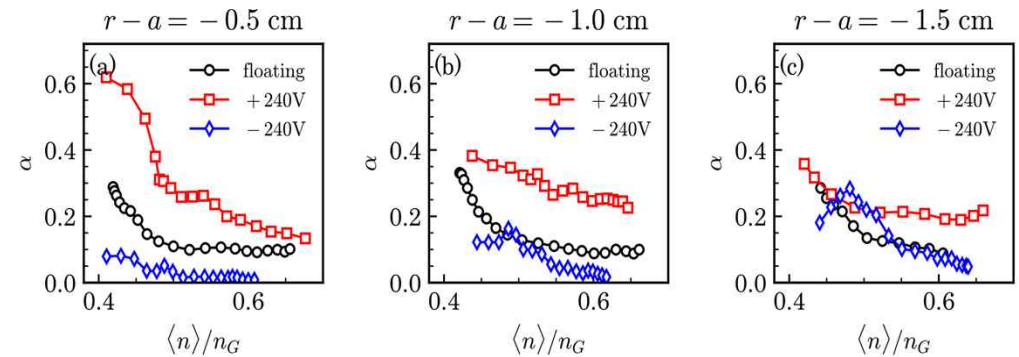 r − a = − 0.5 cm
r − a = − 1.0 cm
r − a = − 1.5 cm
(a)
floating
+ 240V
− 240V
0.6
0.4
0.2
0.0
α
0.4
0.6
⟨n⟩/n_G
(b)
floating
+ 240V
− 240V
0.6
0.4
0.2
0.0
α
0.4
0.6
⟨n⟩/n_G
(c)
floating
+ 240V
− 240V
0.6
0.4
0.2
0.0
α
0.4
0.6
⟨n⟩/n_G